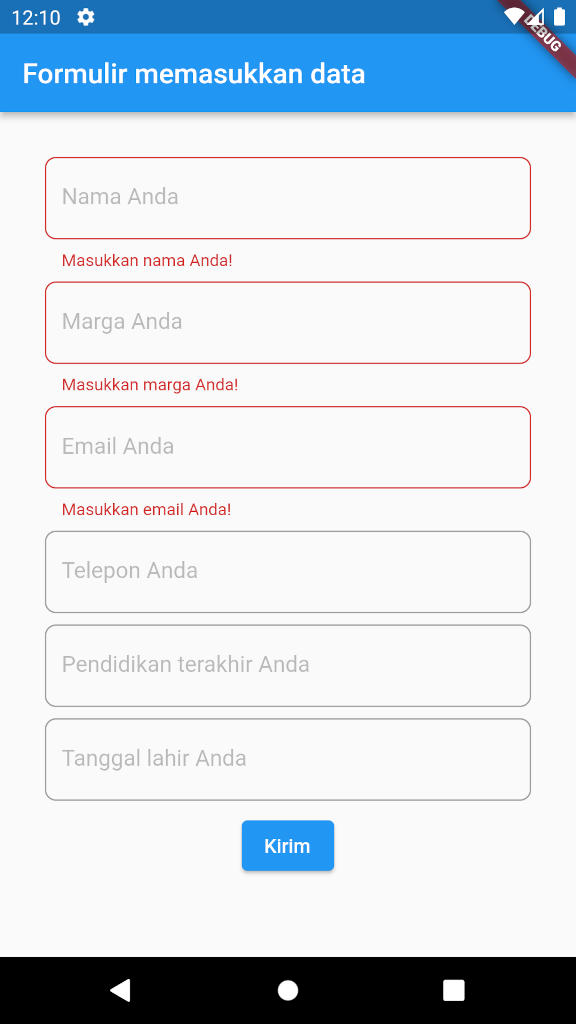 12:10
DEBUG
Formulir memasukkan data
Nama Anda
Masukkan nama Anda!
Marga Anda
Masukkan marga Anda!
Email Anda
Masukkan email Anda!
Telepon Anda
Pendidikan terakhir Anda
Tanggal lahir Anda
Kirim